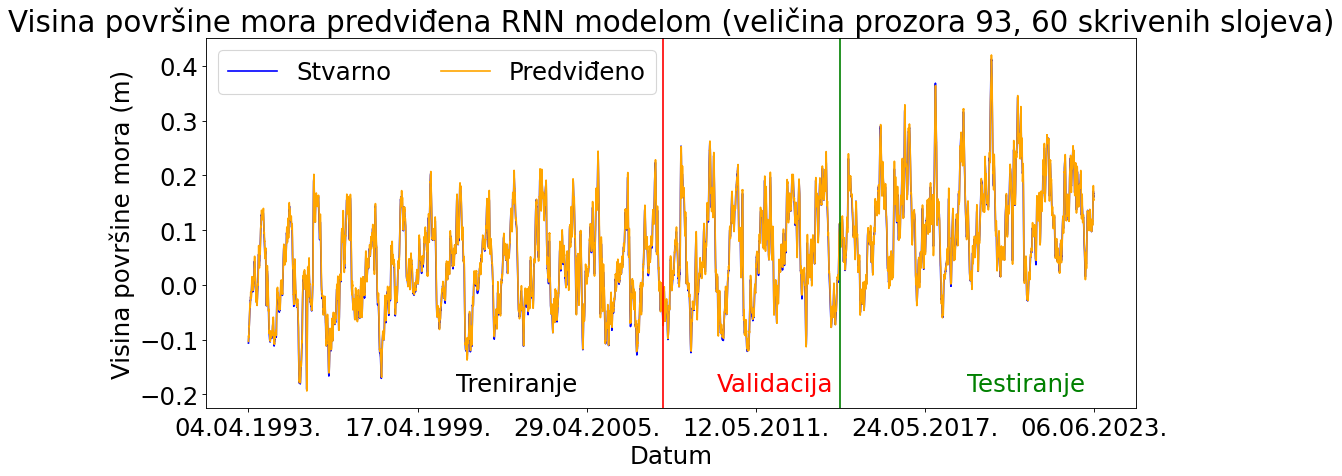 Visina površine mora predviđena RNN modelom (veličina prozora 93, 60 skrivenih slojeva)
Stvarno Predviđeno
Visina površine mora (m)
0.4
0.3
0.2
0.1
0.0
−0.1
−0.2
Treniranje Validacija Testiranje
04.04.1993. 17.04.1999. 29.04.2005. 12.05.2011. 24.05.2017. 06.06.2023.
Datum